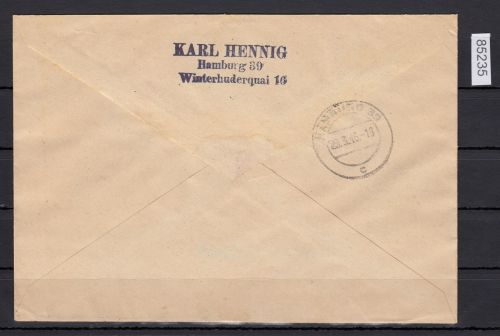 KARL HENNIG
Hamburg 39
Winterhuderquai 16
85235
HAMBURG 39
c